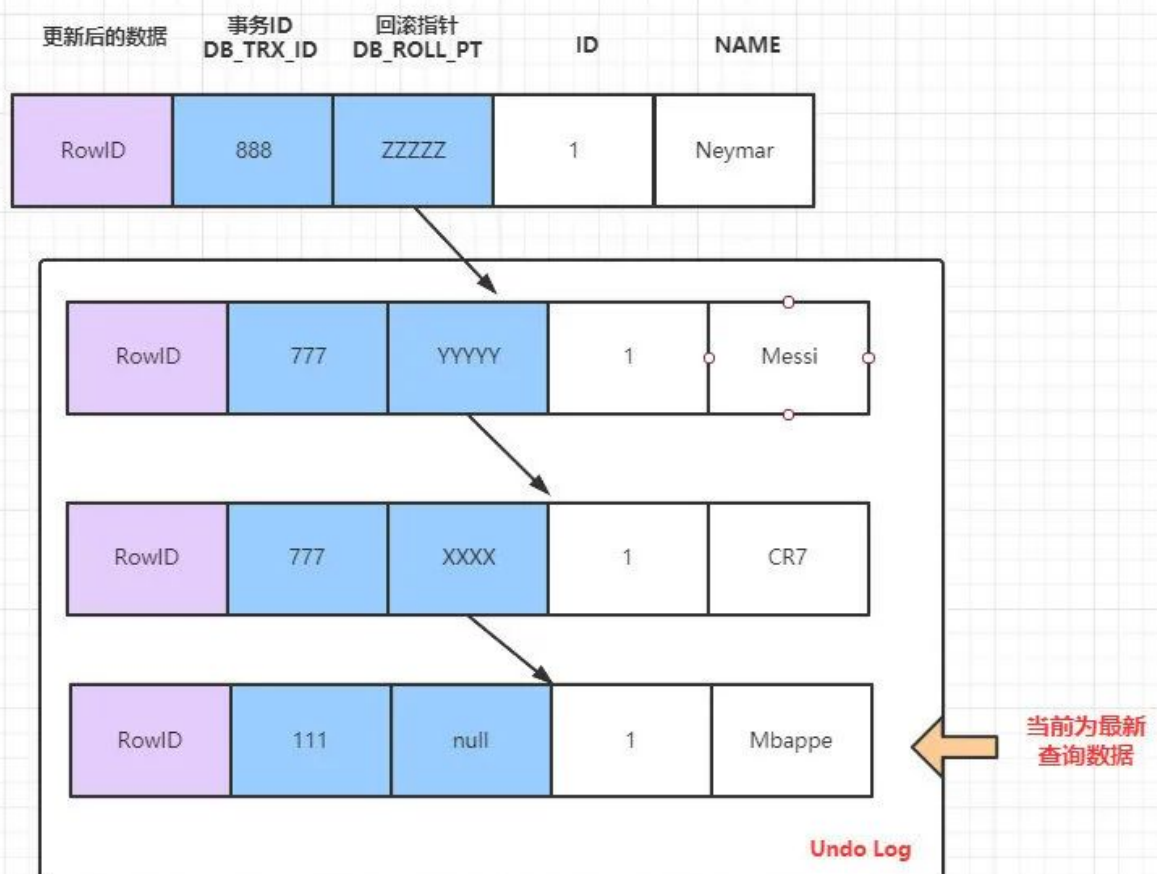 更新后的数据
事务ID
DB_TRX_ID
回滚指针
DB_ROLL_PT
ID
NAME
RowID
888
ZZZZZ
1
Neymar
RowID
777
YYYYY
1
Messi
RowID
777
XXXX
1
CR7
RowID
111
null
1
Mbappe
当前为最新
查询数据
Undo Log